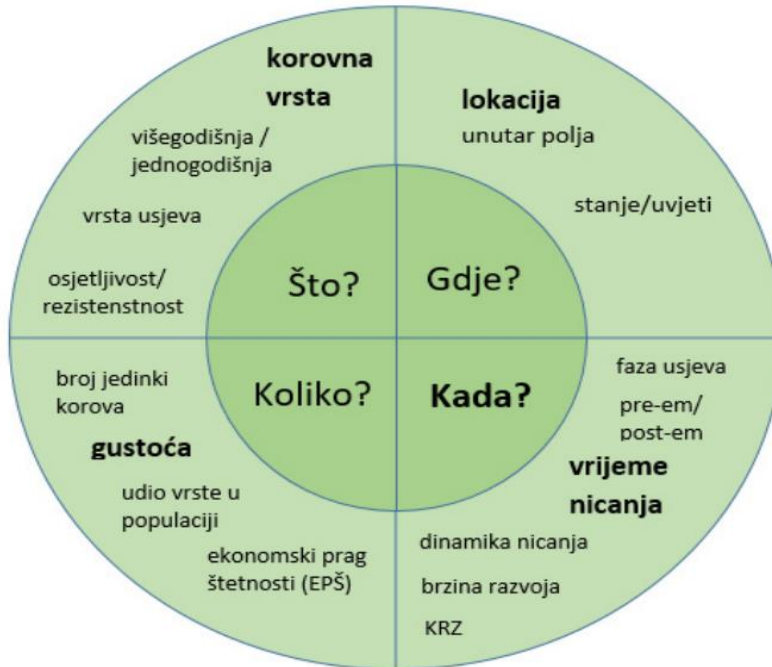 korovna
vrsta
višegodišnja /
jednogodišnja
vrsta usjeva
osjetljivost/
rezistenstnost
Što?
lokacija
unutar polja
stanje/uvjeti
Gdje?
Koliko?
broj jedinki
korova
gustoća
udio vrste u
populaciji
ekonomski prag
štetnosti (EPŠ)
Kada?
faza usjeva
pre-em/
post-em
vrijeme
nicanja
dinamika nicanja
brzina razvoja
KRZ